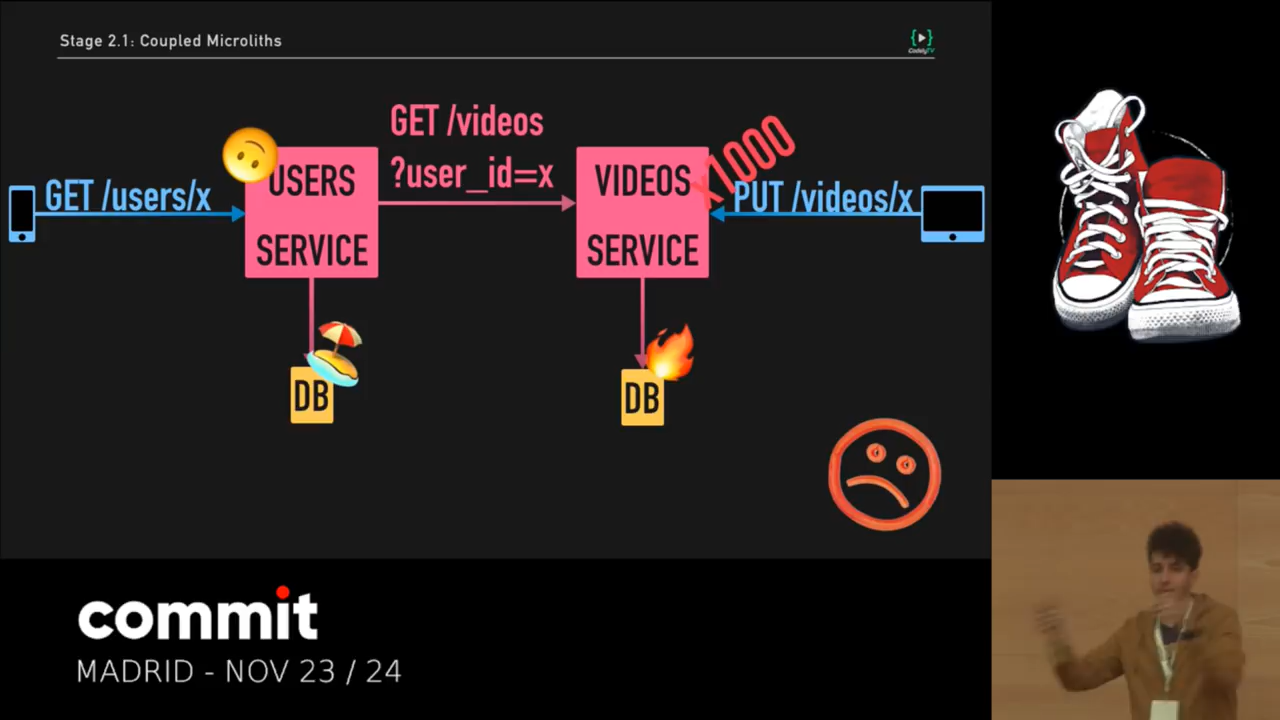 Stage 2.1: Coupled Microliths
{▶}
CodelyTV
GET /videos
?user_id=x
x1000
GET /users/x
USERS
SERVICE
VIDEOS
SERVICE
PUT /videos/x
DB
DB
commit
MADRID - NOV 23 / 24